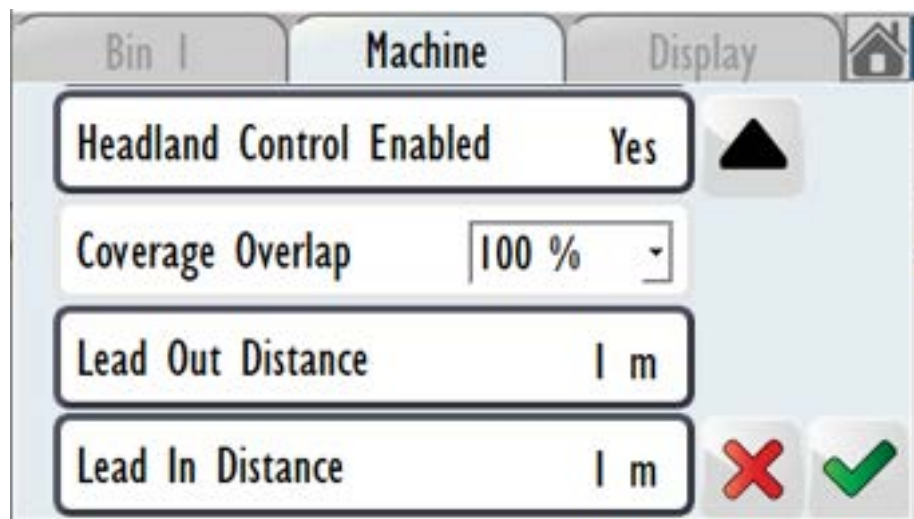 Bin 1
Machine
Display
Headland Control Enabled Yes
Coverage Overlap 100 %
Lead Out Distance 1 m
Lead In Distance 1 m